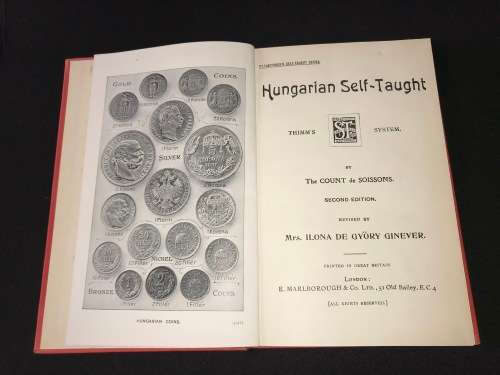 GOLD COINS
SILVER
NICKEL
BRONZE COINS
HUNGARIAN COINS.
MARLBOROUGH'S SELF-TAUGHT SERIES
Hungarian Self-Taught
THIMM'S SYSTEM.
BY
THE COUNT de SOISSONS.
SECOND EDITION.
REVISED BY
MRS. ILONA DE GYÖRY GINEVER.
PRINTED IN GREAT BRITAIN
LONDON:
E. MARLBOROUGH & CO. LTD., 51 OLD BAILEY, E.C.4
[ALL RIGHTS RESERVED.]